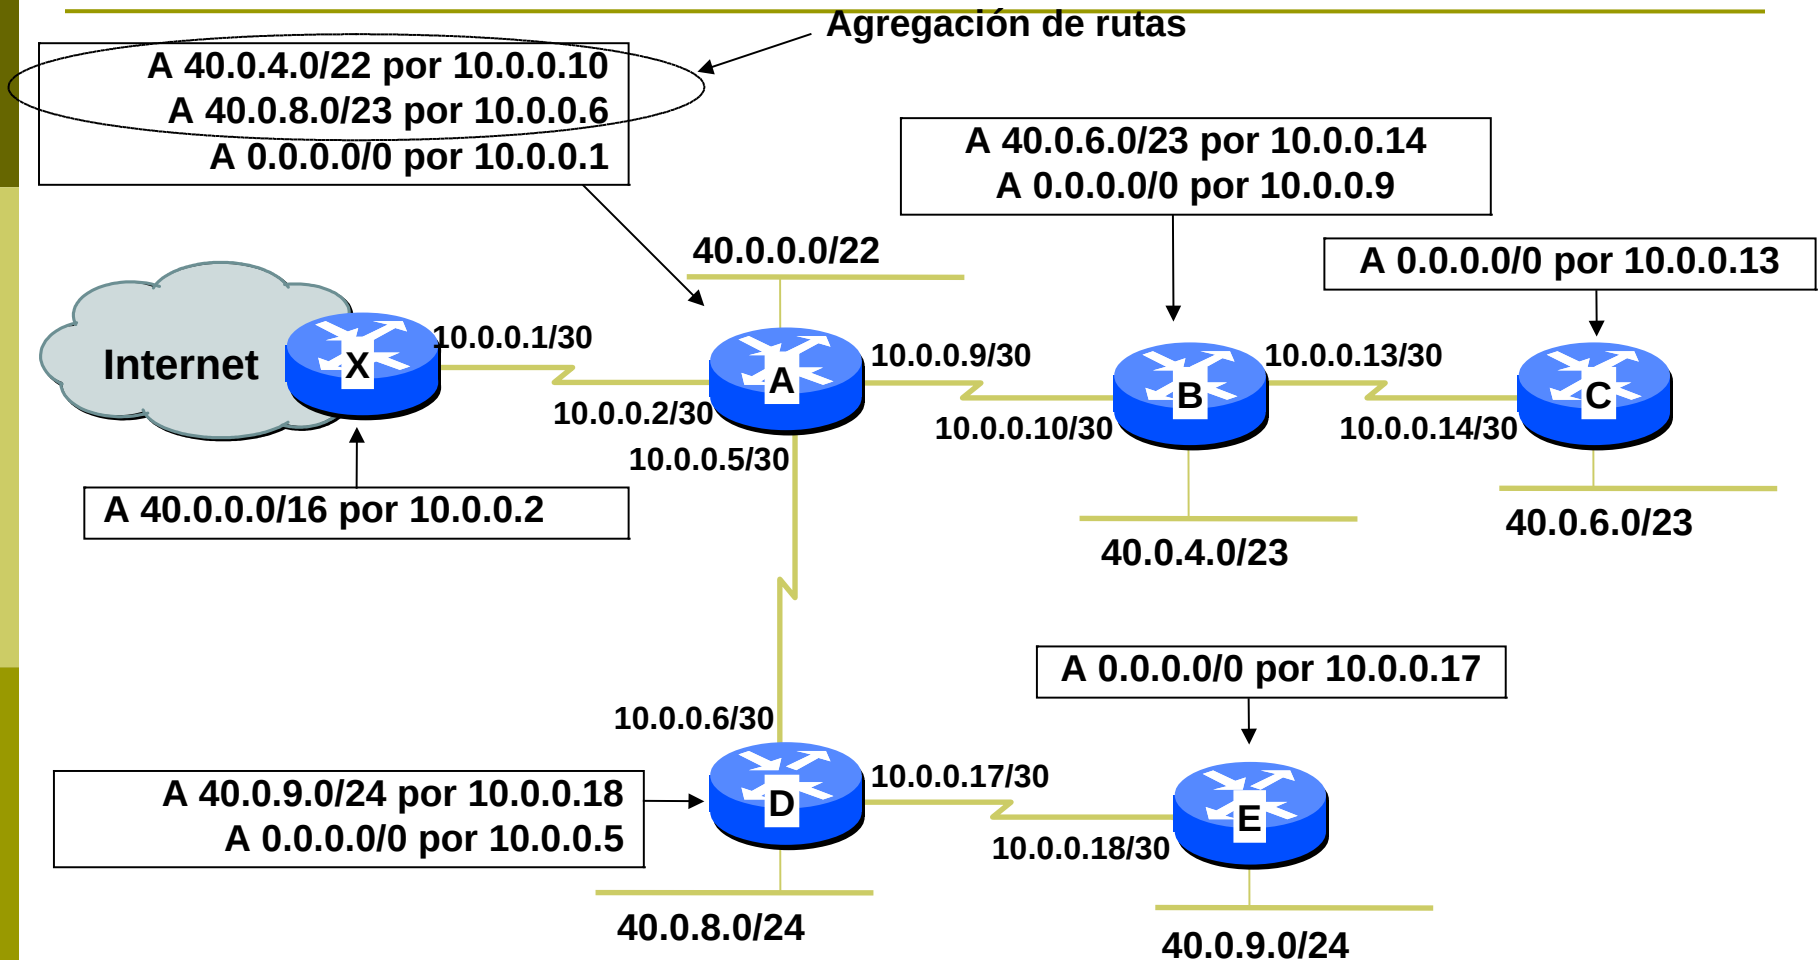 Agregación de rutas
A 40.0.4.0/22 por 10.0.0.10
A 40.0.8.0/23 por 10.0.0.6
A 0.0.0.0/0 por 10.0.0.1
A 40.0.6.0/23 por 10.0.0.14
A 0.0.0.0/0 por 10.0.0.9
40.0.0.0/22
A 0.0.0.0/0 por 10.0.0.13
Internet
X
10.0.0.1/30
A
10.0.0.9/30
B
10.0.0.13/30
C
10.0.0.2/30
10.0.0.10/30
10.0.0.14/30
10.0.0.5/30
A 40.0.0.0/16 por 10.0.0.2
40.0.4.0/23
40.0.6.0/23
A 0.0.0.0/0 por 10.0.0.17
10.0.0.6/30
A 40.0.9.0/24 por 10.0.0.18
A 0.0.0.0/0 por 10.0.0.5
D
10.0.0.17/30
E
10.0.0.18/30
40.0.8.0/24
40.0.9.0/24